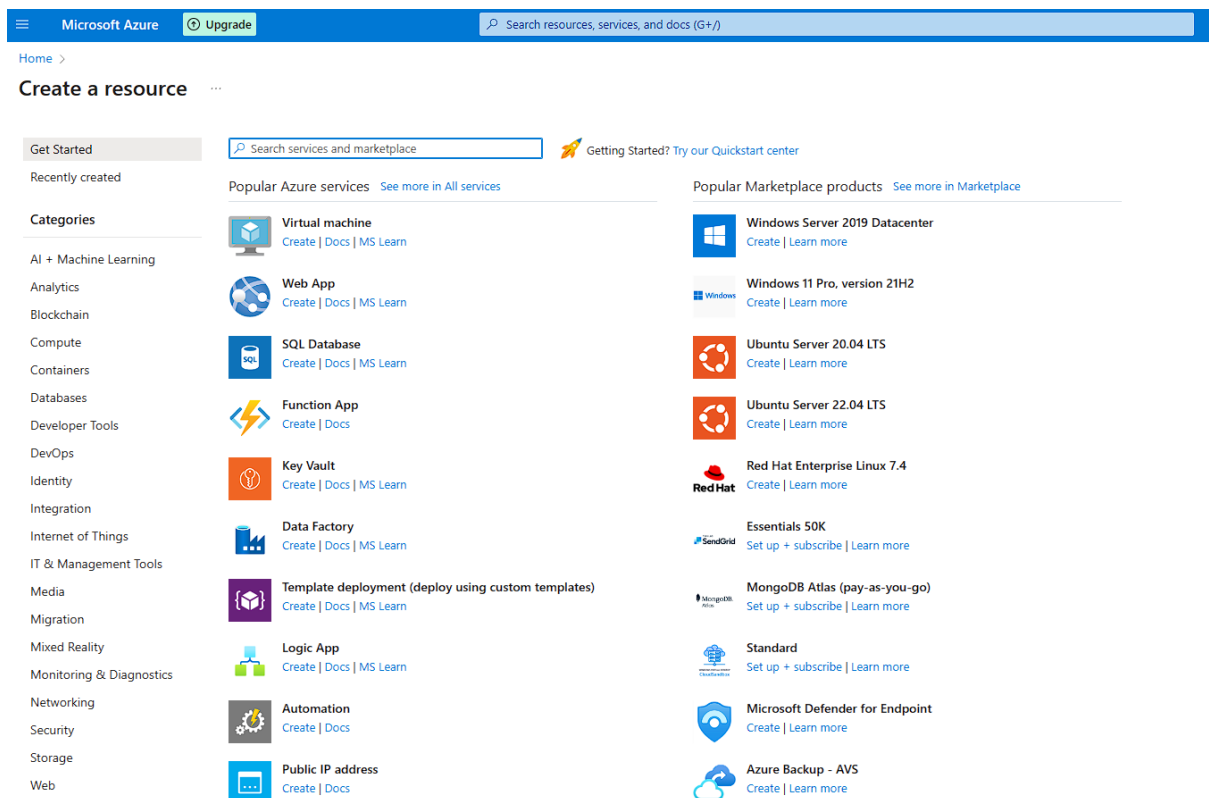 Microsoft Azure
Upgrade
Search resources, services, and docs (G+/)
Home >
Create a resource ...
Get Started
Recently created
Categories
AI + Machine Learning
Analytics
Blockchain
Compute
Containers
Databases
Developer Tools
DevOps
Identity
Integration
Internet of Things
IT & Management Tools
Media
Migration
Mixed Reality
Monitoring & Diagnostics
Networking
Security
Storage
Web
Search services and marketplace
Getting Started? Try our Quickstart center
Popular Azure services See more in All services
Virtual machine
Create | Docs | MS Learn
Web App
Create | Docs | MS Learn
SQL
SQL Database
Create | Docs | MS Learn
Function App
Create | Docs
Key Vault
Create | Docs | MS Learn
Data Factory
Create | Docs | MS Learn
Template deployment (deploy using custom templates)
Create | Docs | MS Learn
Logic App
Create | Docs | MS Learn
Automation
Create | Docs
Public IP address
Create | Docs
Popular Marketplace products See more in Marketplace
Windows Server 2019 Datacenter
Create | Learn more
Windows
Windows 11 Pro, version 21H2
Create | Learn more
Ubuntu Server 20.04 LTS
Create | Learn more
Ubuntu Server 22.04 LTS
Create | Learn more
Red Hat
Red Hat Enterprise Linux 7.4
Create | Learn more
SendGrid
Essentials 50K
Set up + subscribe | Learn more
MongoDB.
Atlas
MongoDB Atlas (pay-as-you-go)
Set up + subscribe | Learn more
Standard
Set up + subscribe | Learn more
Microsoft Defender for Endpoint
Create | Learn more
Azure Backup - AVS
Create | Learn more